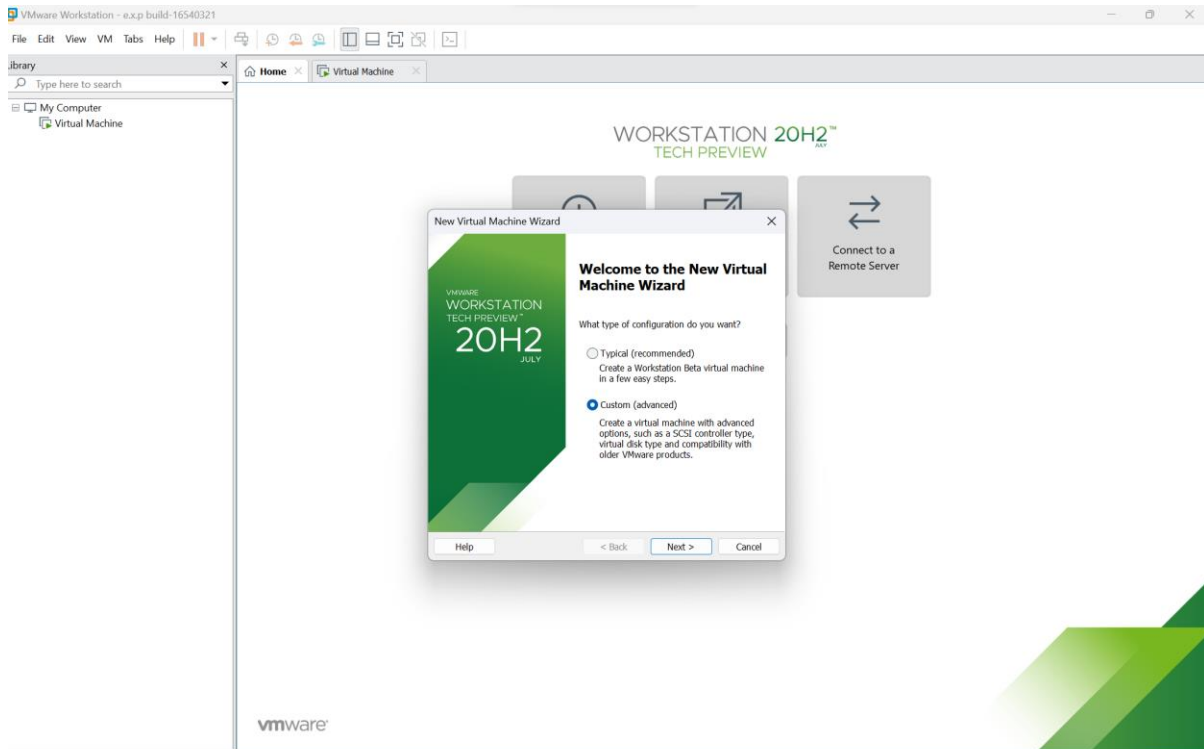 VMware Workstation - e.x.p build-16540321
File Edit View VM Tabs Help
Library
Type here to search
My Computer
Virtual Machine
Home
Virtual Machine
WORKSTATION 20H2™
JULY
TECH PREVIEW
Connect to a
Remote Server
New Virtual Machine Wizard
VMWARE
WORKSTATION
TECH PREVIEW™
20H2
JULY
Welcome to the New Virtual
Machine Wizard
What type of configuration do you want?
Typical (recommended)
Create a Workstation Beta virtual machine
in a few easy steps.
Custom (advanced)
Create a virtual machine with advanced
options, such as a SCSI controller type,
virtual disk type and compatibility with
older VMware products.
Help
< Back
Next >
Cancel
vmware®